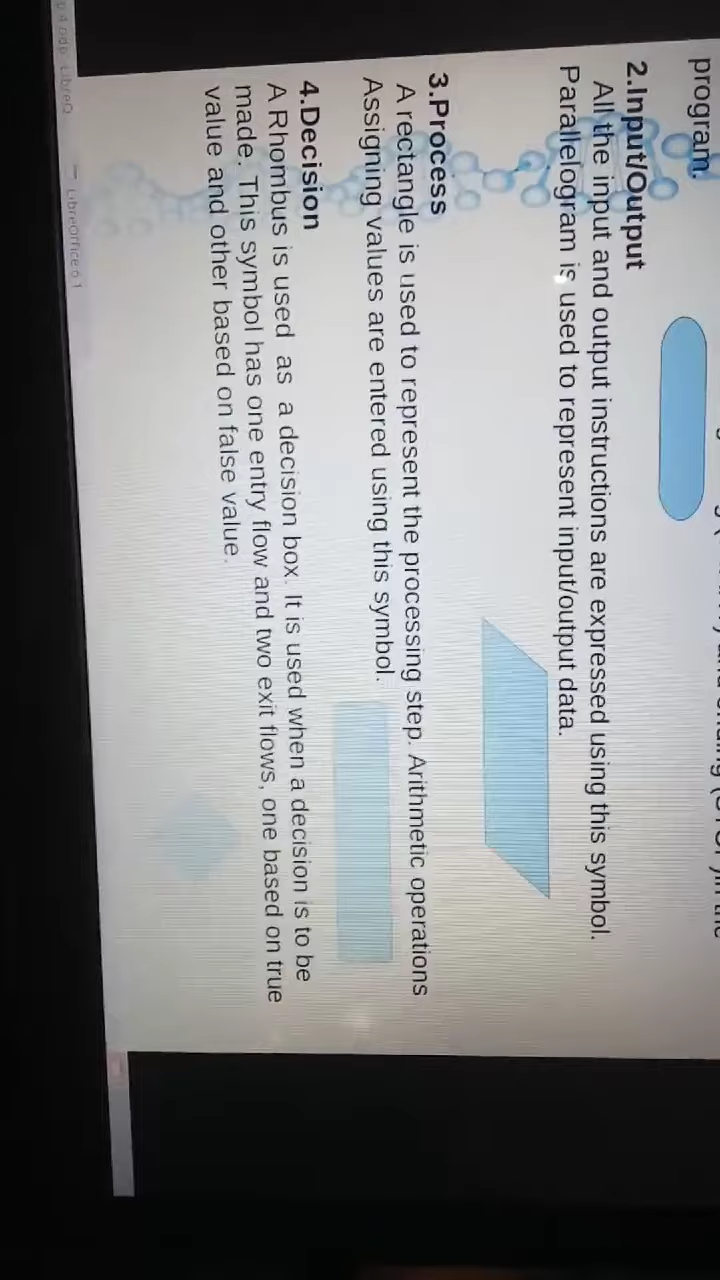 program.
2.Input/Output
All the input and output instructions are expressed using this symbol.
Parallelogram is used to represent input/output data.
3.Process
A rectangle is used to represent the processing step. Arithmetic operations
Assigning values are entered using this symbol.
4.Decision
A Rhombus is used as a decision box. It is used when a decision is to be
made. This symbol has one entry flow and two exit flows, one based on true
value and other based on false value.
LibreOffice 6.1